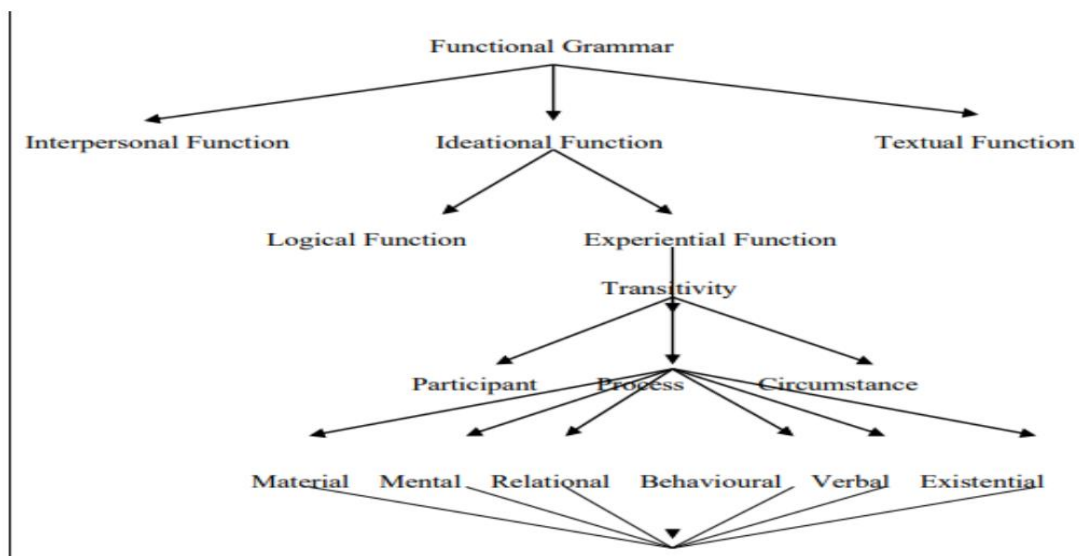 Functional Grammar
Interpersonal Function Ideational Function Textual Function
Logical Function Experiential Function
Transitivity
Participant Process Circumstance
Material Mental Relational Behavioural Verbal Existential